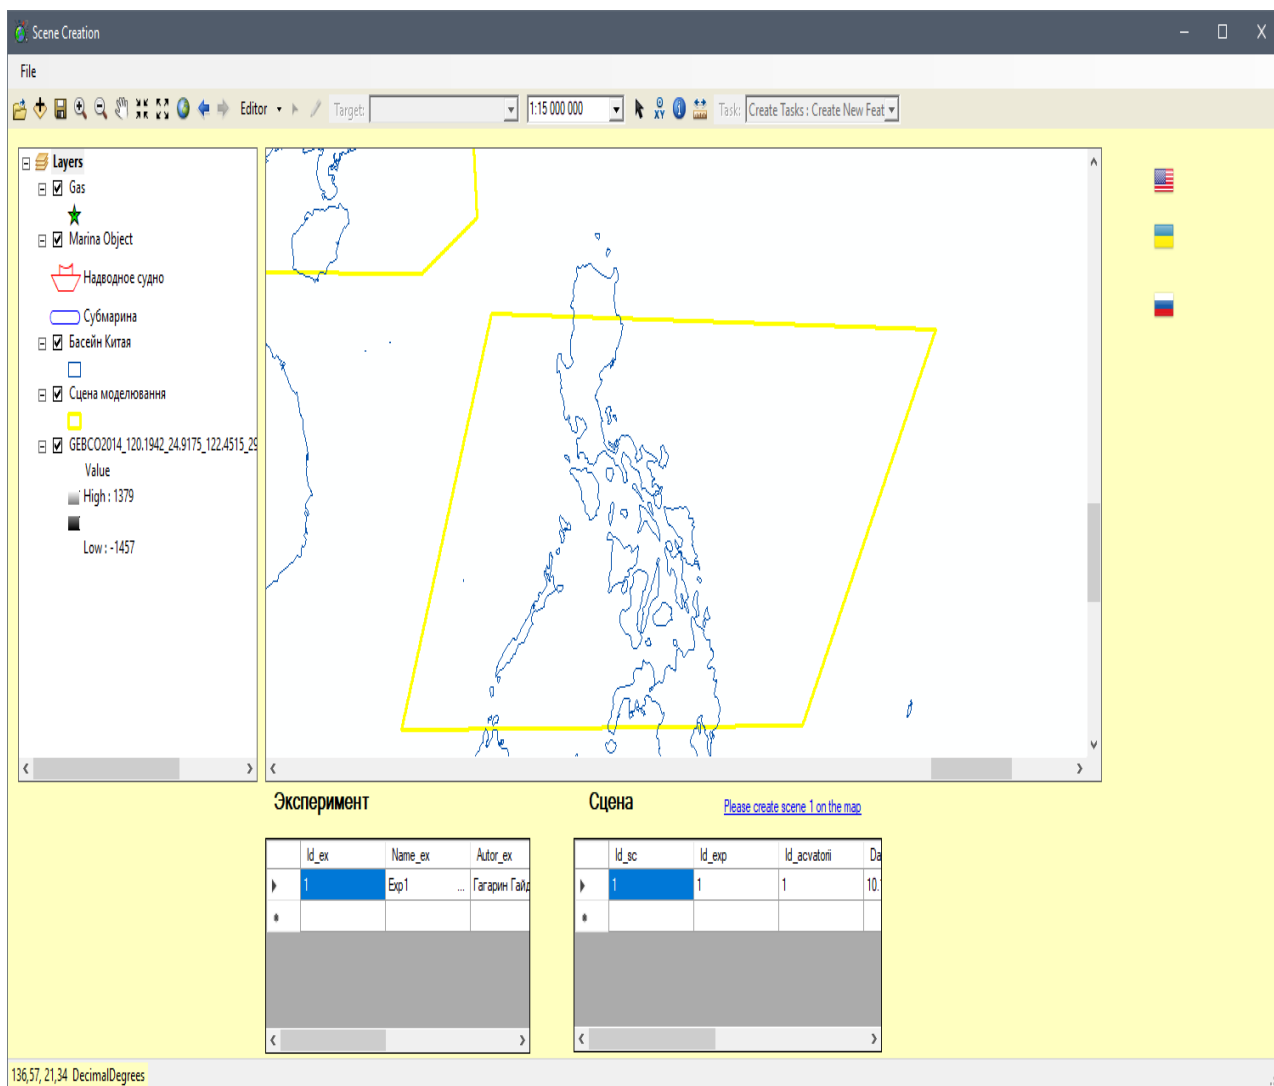 Scene Creation
File
Editor
Target:
1:15 000 000
XY
Task:
Create Tasks : Create New Feat
Layers
Gas
Marina Object
Надводное судно
Субмарина
Басейн Китая
Сцена моделювання
GEBCO2014_120.1942_24.9175_122.4515_29
Value
High : 1379
Low : -1457
Эксперимент
Сцена
Please create scene 1 on the map
Id_ex Name_ex Autor_ex
1 Exp1 ... Гагарин Гайд
Id_sc Id_exp Id_acvatorii Da
1 1 1 10.
136,57, 21,34 DecimalDegrees